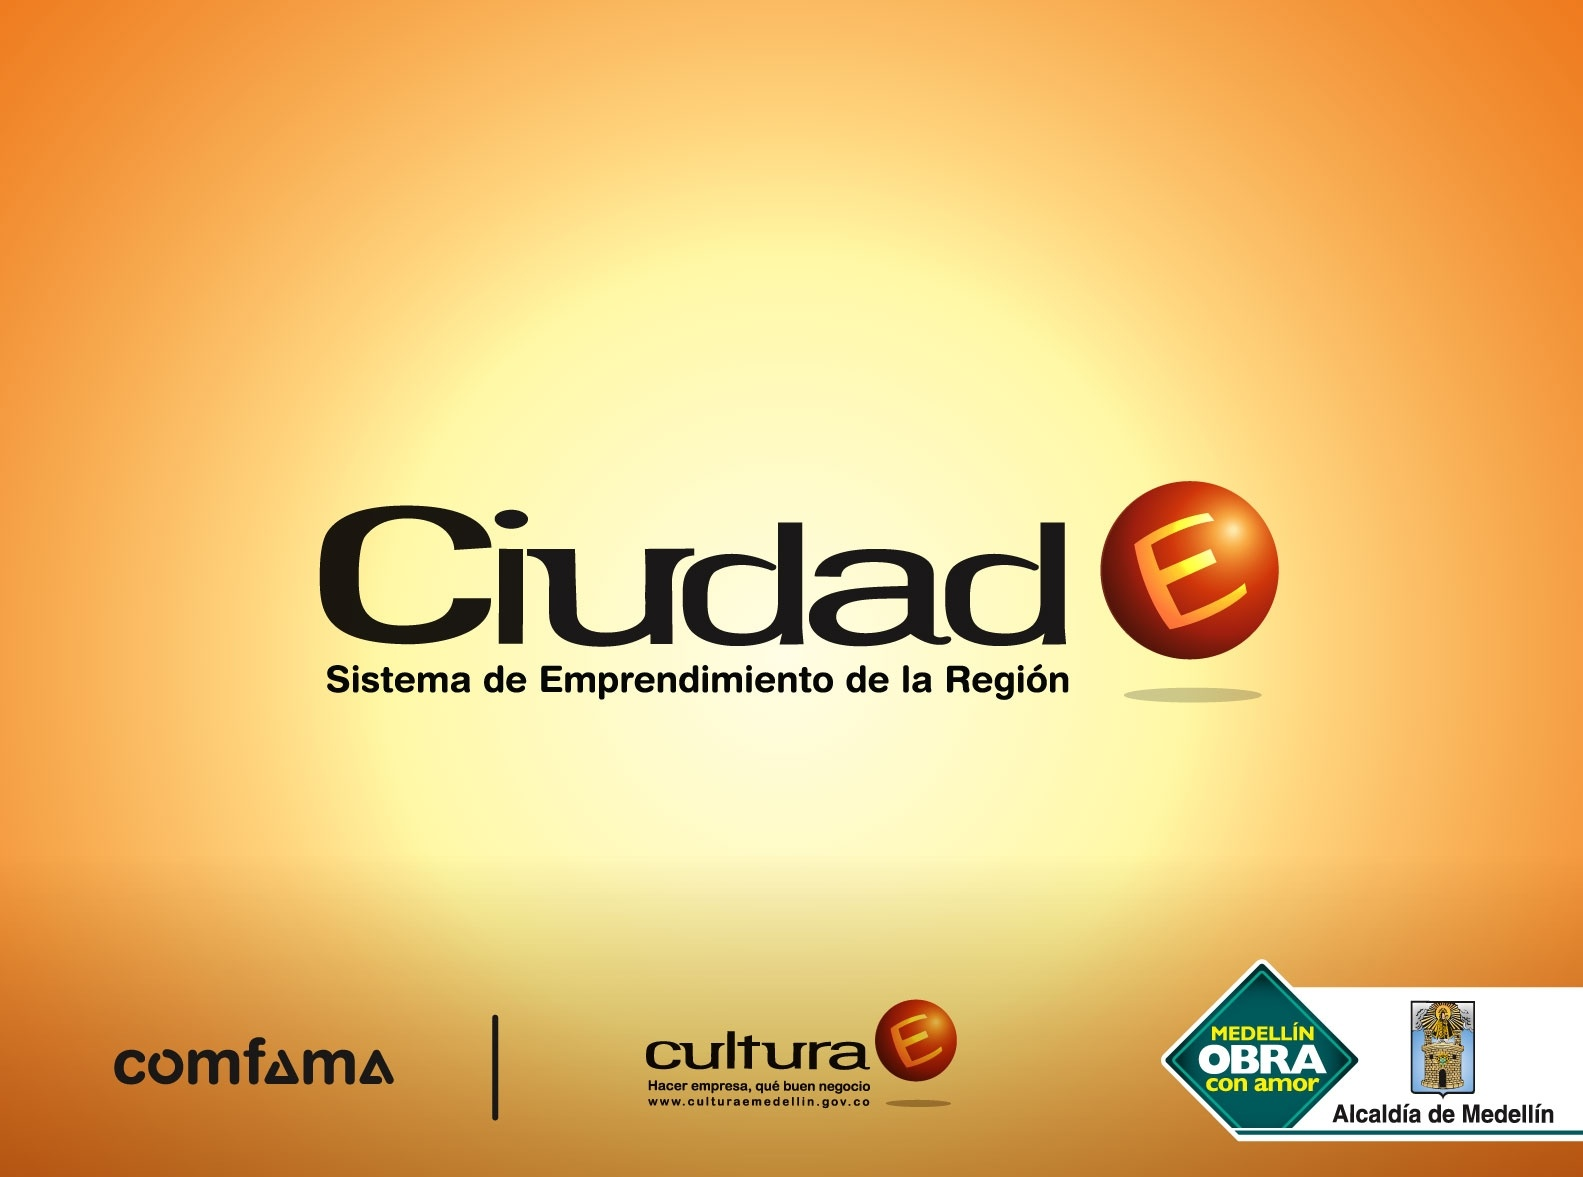 Ciudad E
Sistema de Emprendimiento de la Región
comfama
cultura E
Hacer empresa, qué buen negocio
www.culturaemedellin.gov.co
MEDELLÍN
OBRA
con amor
Alcaldía de Medellín